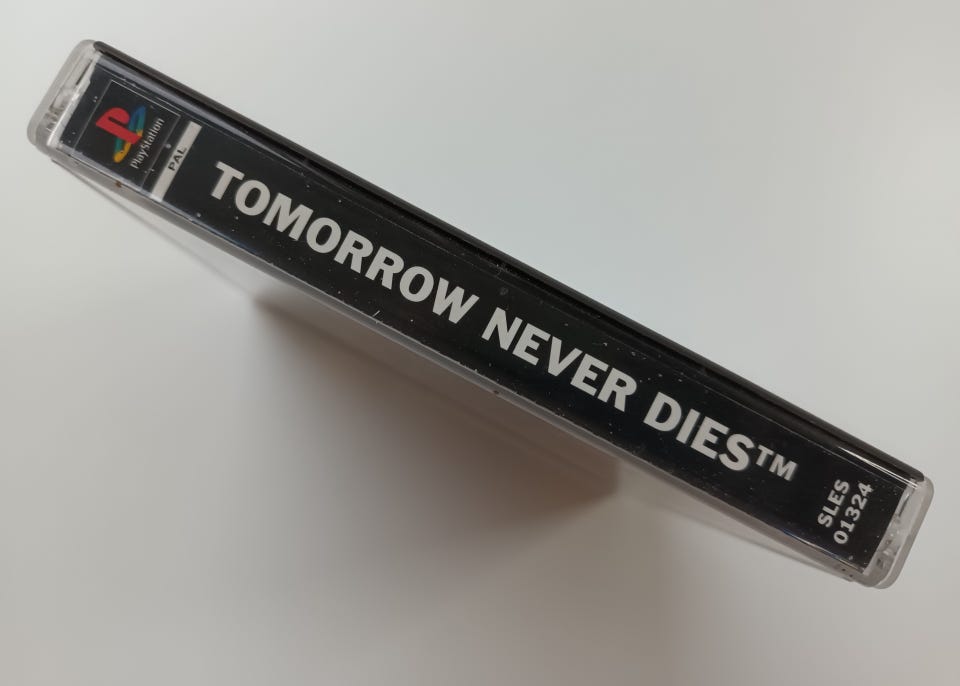 PlayStation
PAL
TOMORROW NEVER DIES™
SLES
01324